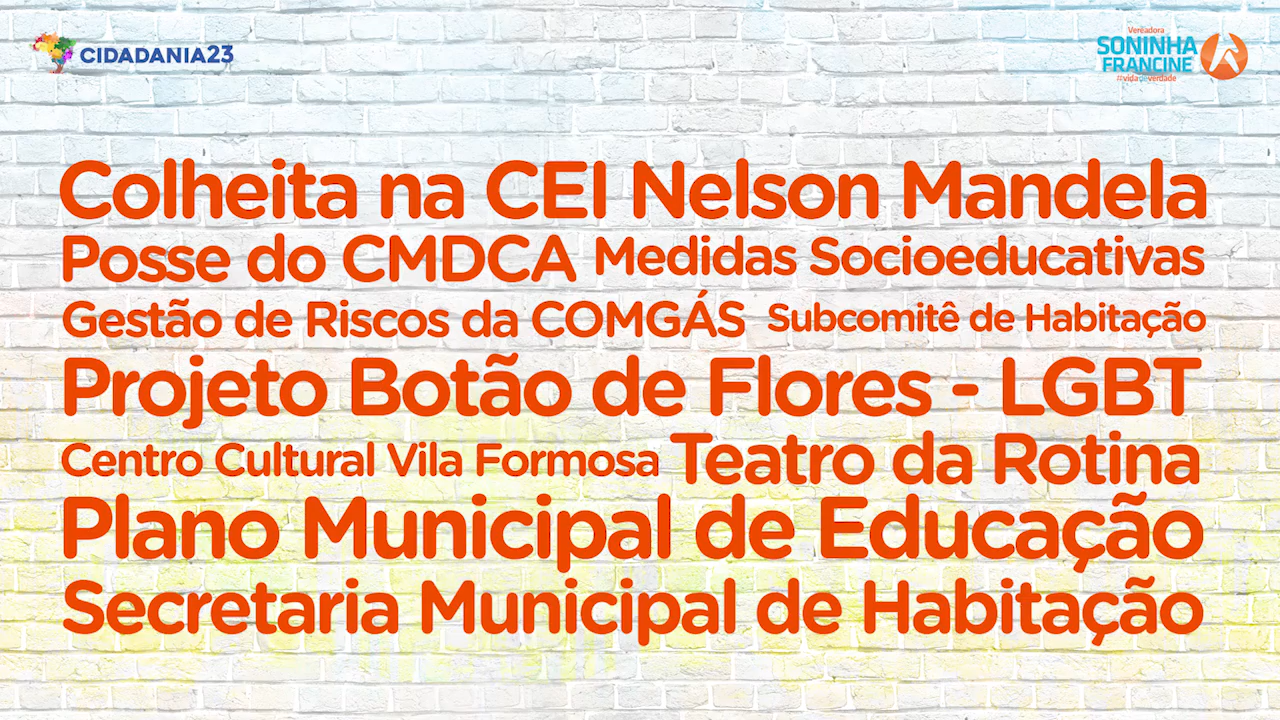 CIDADANIA23
Vereadora
SONINHA
FRANCINE
#vidadeverdade
Colheita na CEI Nelson Mandela
Posse do CMDCA Medidas Socioeducativas
Gestão de Riscos da COMGÁS Subcomitê de Habitação
Projeto Botão de Flores - LGBT
Centro Cultural Vila Formosa Teatro da Rotina
Plano Municipal de Educação
Secretaria Municipal de Habitação